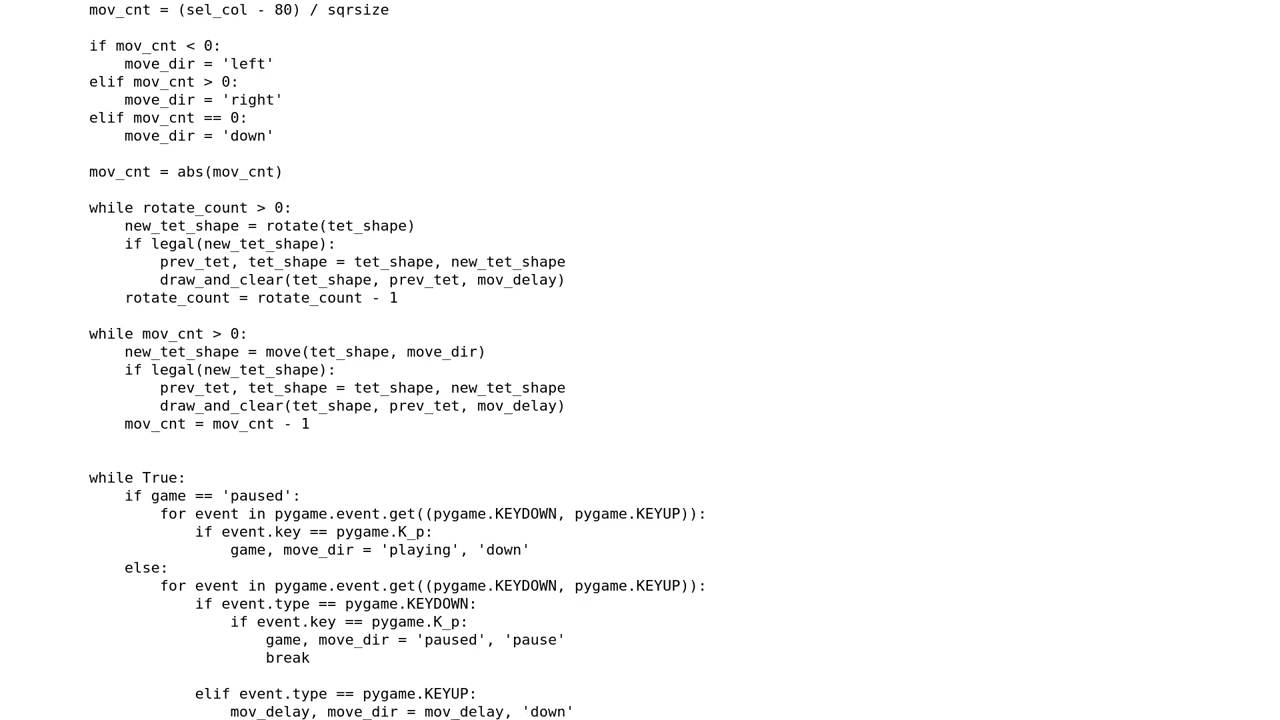 mov_cnt = (sel_col - 80) / sqrsize

if mov_cnt < 0:
    move_dir = 'left'
elif mov_cnt > 0:
    move_dir = 'right'
elif mov_cnt == 0:
    move_dir = 'down'

mov_cnt = abs(mov_cnt)

while rotate_count > 0:
    new_tet_shape = rotate(tet_shape)
    if legal(new_tet_shape):
        prev_tet, tet_shape = tet_shape, new_tet_shape
        draw_and_clear(tet_shape, prev_tet, mov_delay)
    rotate_count = rotate_count - 1

while mov_cnt > 0:
    new_tet_shape = move(tet_shape, move_dir)
    if legal(new_tet_shape):
        prev_tet, tet_shape = tet_shape, new_tet_shape
        draw_and_clear(tet_shape, prev_tet, mov_delay)
    mov_cnt = mov_cnt - 1


while True:
    if game == 'paused':
        for event in pygame.event.get((pygame.KEYDOWN, pygame.KEYUP)):
            if event.key == pygame.K_p:
                game, move_dir = 'playing', 'down'
    else:
        for event in pygame.event.get((pygame.KEYDOWN, pygame.KEYUP)):
            if event.type == pygame.KEYDOWN:
                if event.key == pygame.K_p:
                    game, move_dir = 'paused', 'pause'
                    break

            elif event.type == pygame.KEYUP:
                mov_delay, move_dir = mov_delay, 'down'